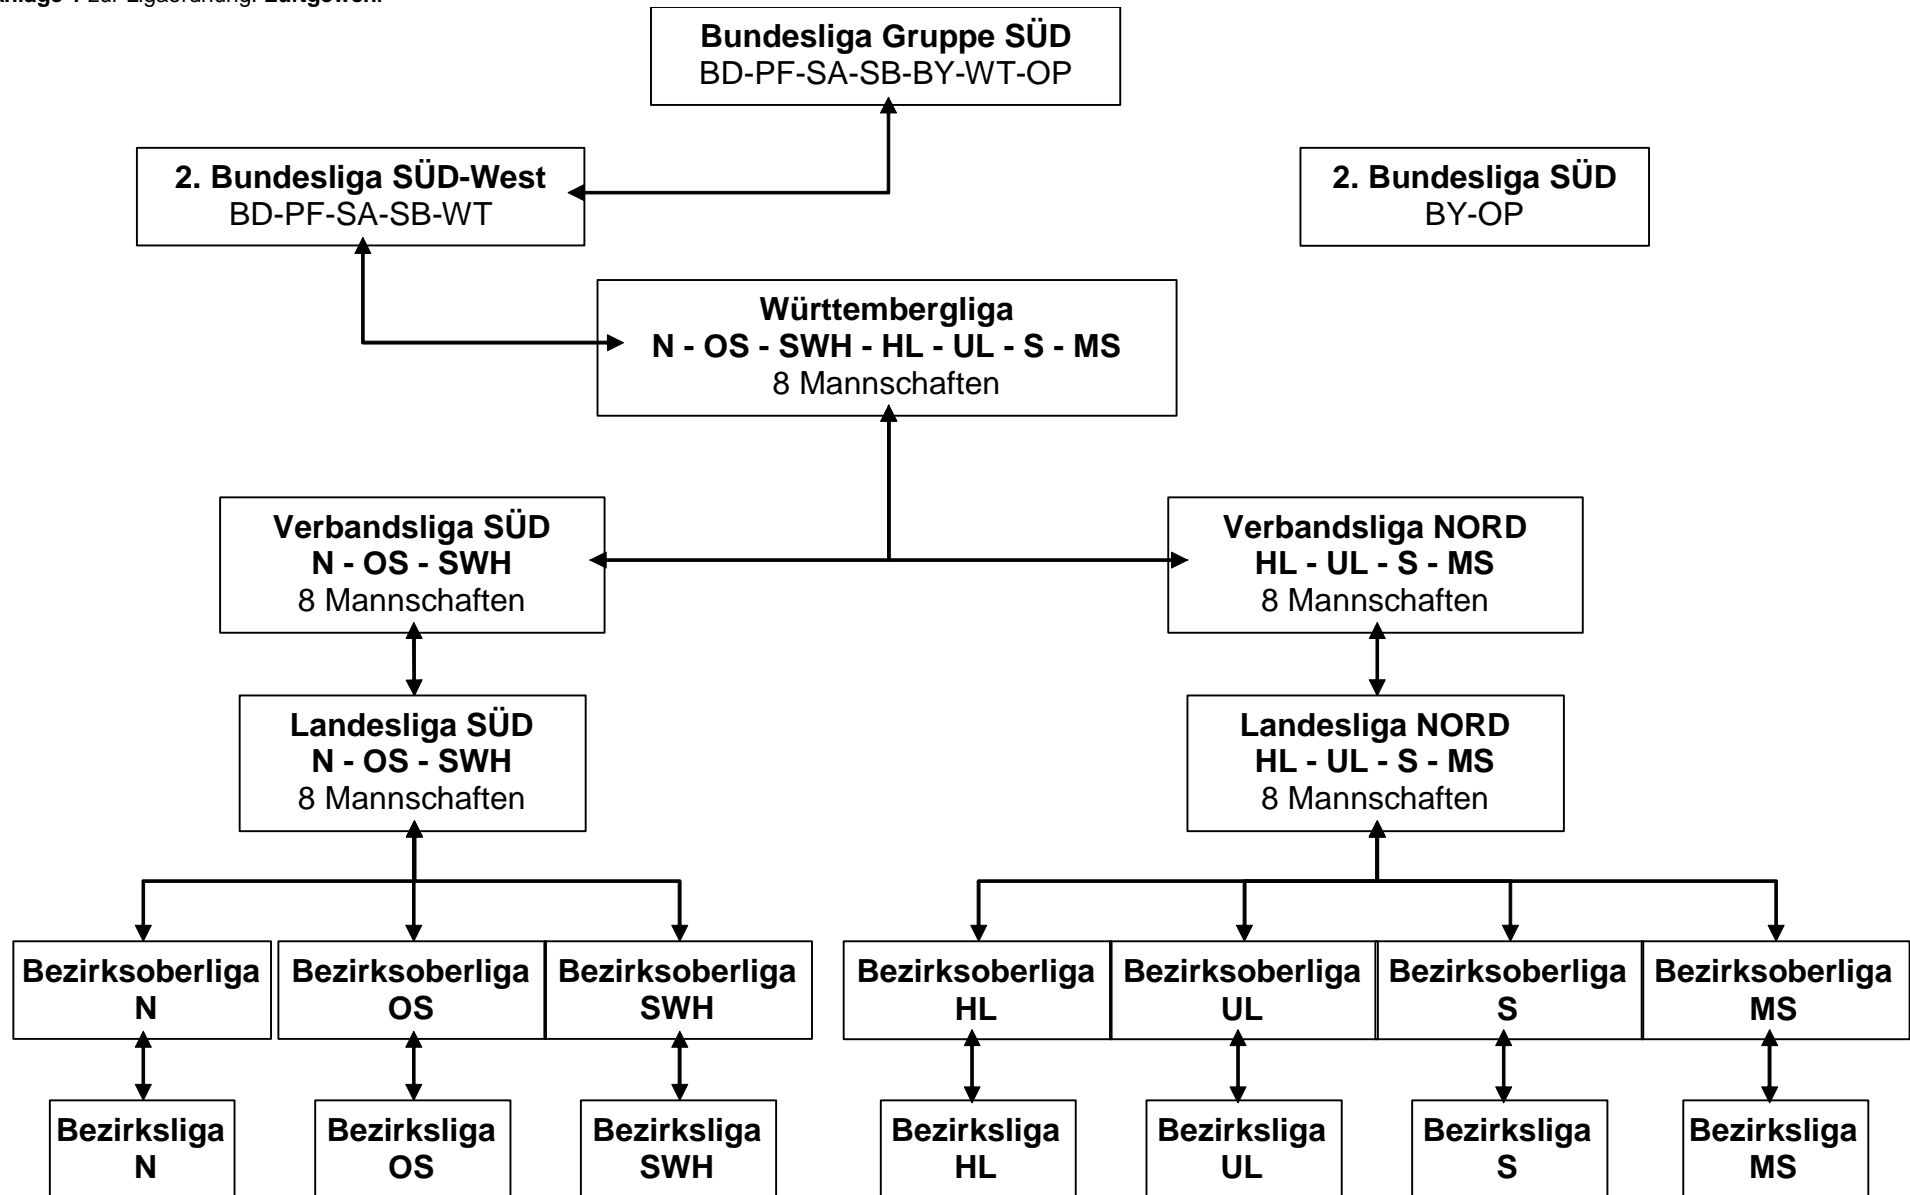 zur Ligaordnung: Luftgewehr
Bundesliga Gruppe SÜD
BD-PF-SA-SB-BY-WT-OP
2. Bundesliga SÜD-West
BD-PF-SA-SB-WT
2. Bundesliga SÜD
BY-OP
Württembergliga
N - OS - SWH - HL - UL - S - MS
8 Mannschaften
Verbandsliga SÜD
N - OS - SWH
8 Mannschaften
Verbandsliga NORD
HL - UL - S - MS
8 Mannschaften
Landesliga SÜD
N - OS - SWH
8 Mannschaften
Landesliga NORD
HL - UL - S - MS
8 Mannschaften
Bezirksoberliga
N
Bezirksoberliga
OS
Bezirksoberliga
SWH
Bezirksoberliga
HL
Bezirksoberliga
UL
Bezirksoberliga
S
Bezirksoberliga
MS
Bezirksliga
N
Bezirksliga
OS
Bezirksliga
SWH
Bezirksliga
HL
Bezirksliga
UL
Bezirksliga
S
Bezirksliga
MS